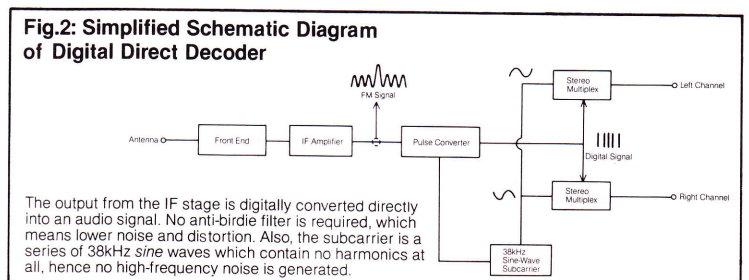 Fig.2: Simplified Schematic Diagram
of Digital Direct Decoder
FM Signal
Antenna
Front End
IF Amplifier
Pulse Converter
Stereo
Multiplex
Left Channel
Digital Signal
Stereo
Multiplex
Right Channel
38kHz
Sine-Wave
Subcarrier
The output from the IF stage is digitally converted directly
into an audio signal. No anti-birdie filter is required, which
means lower noise and distortion. Also, the subcarrier is a
series of 38kHz sine waves which contain no harmonics at
all, hence no high-frequency noise is generated.